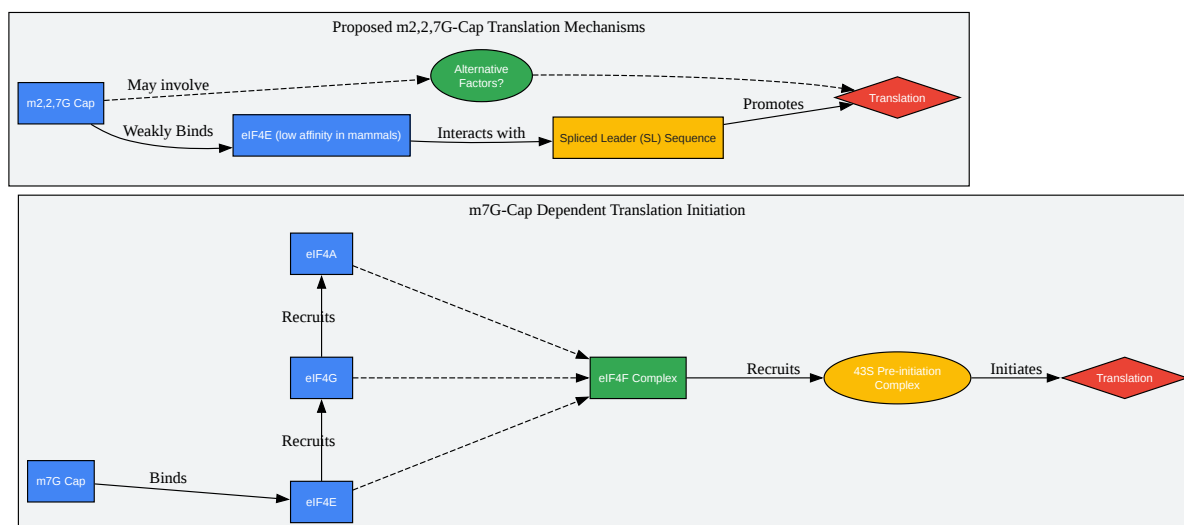 Proposed m2,2,7G-Cap Translation Mechanisms
m2,2,7G Cap
May involve
Alternative
Factors?
Weakly Binds
eIF4E (low affinity in mammals)
Interacts with
Spliced Leader (SL) Sequence
Promotes
Translation
m7G-Cap Dependent Translation Initiation
eIF4A
Recruits
eIF4G
Recruits
m7G Cap
Binds
eIF4E
eIF4F Complex
Recruits
43S Pre-initiation
Complex
Initiates
Translation